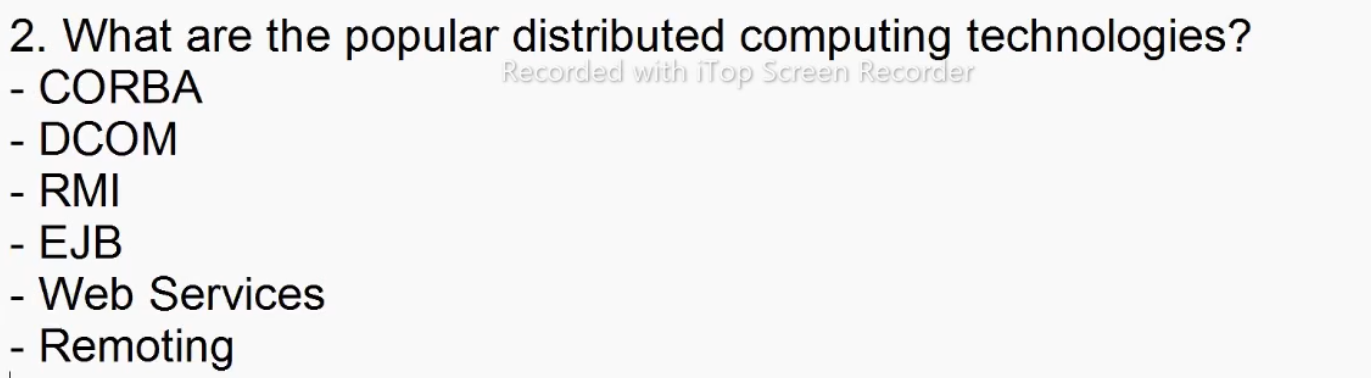 2. What are the popular distributed computing technologies?
Recorded with iTop Screen Recorder
- CORBA
- DCOM
- RMI
- EJB
- Web Services
- Remoting